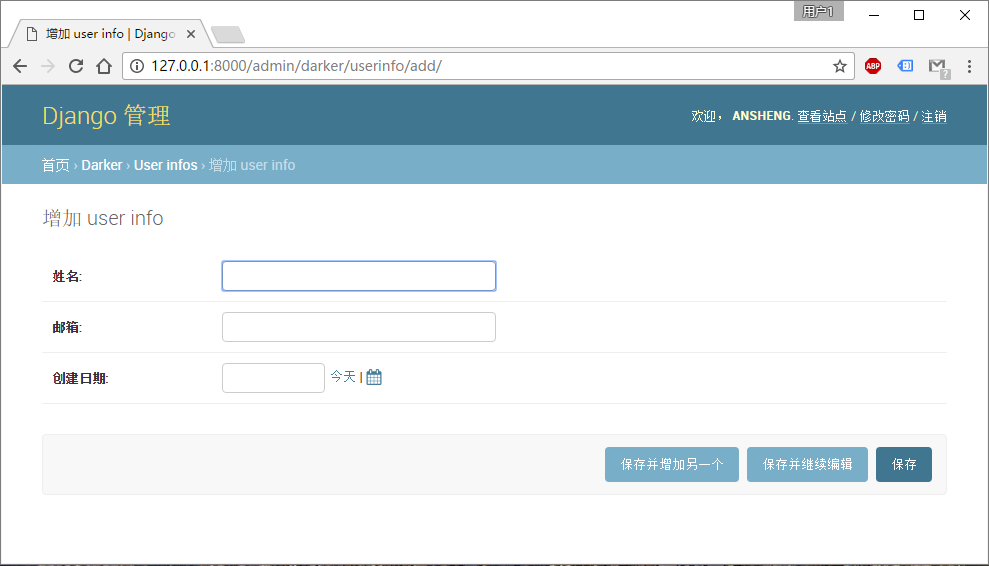 用户1
增加 user info | Django
127.0.0.1:8000/admin/darker/userinfo/add/
ABP
?
Django 管理
欢迎， ANSHENG. 查看站点 / 修改密码 / 注销
首页 › Darker › User infos › 增加 user info
增加 user info
姓名:
邮箱:
创建日期:
今天 |
保存并增加另一个
保存并继续编辑
保存